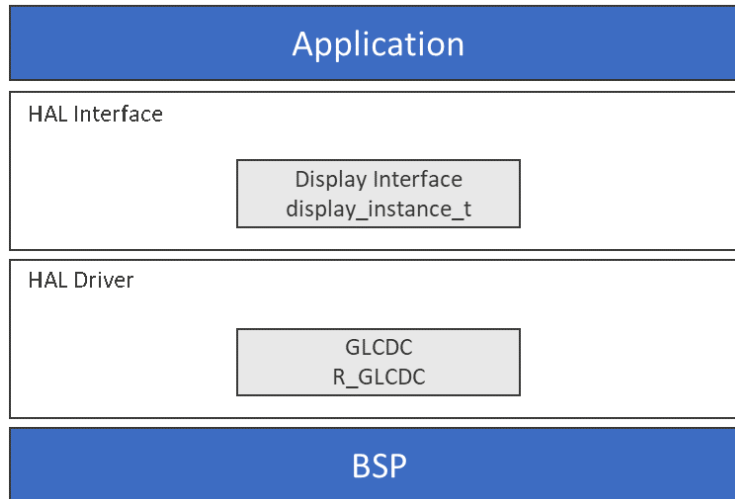 Application
HAL Interface
Display Interface
display_instance_t
HAL Driver
GLCDC
R_GLCDC
BSP